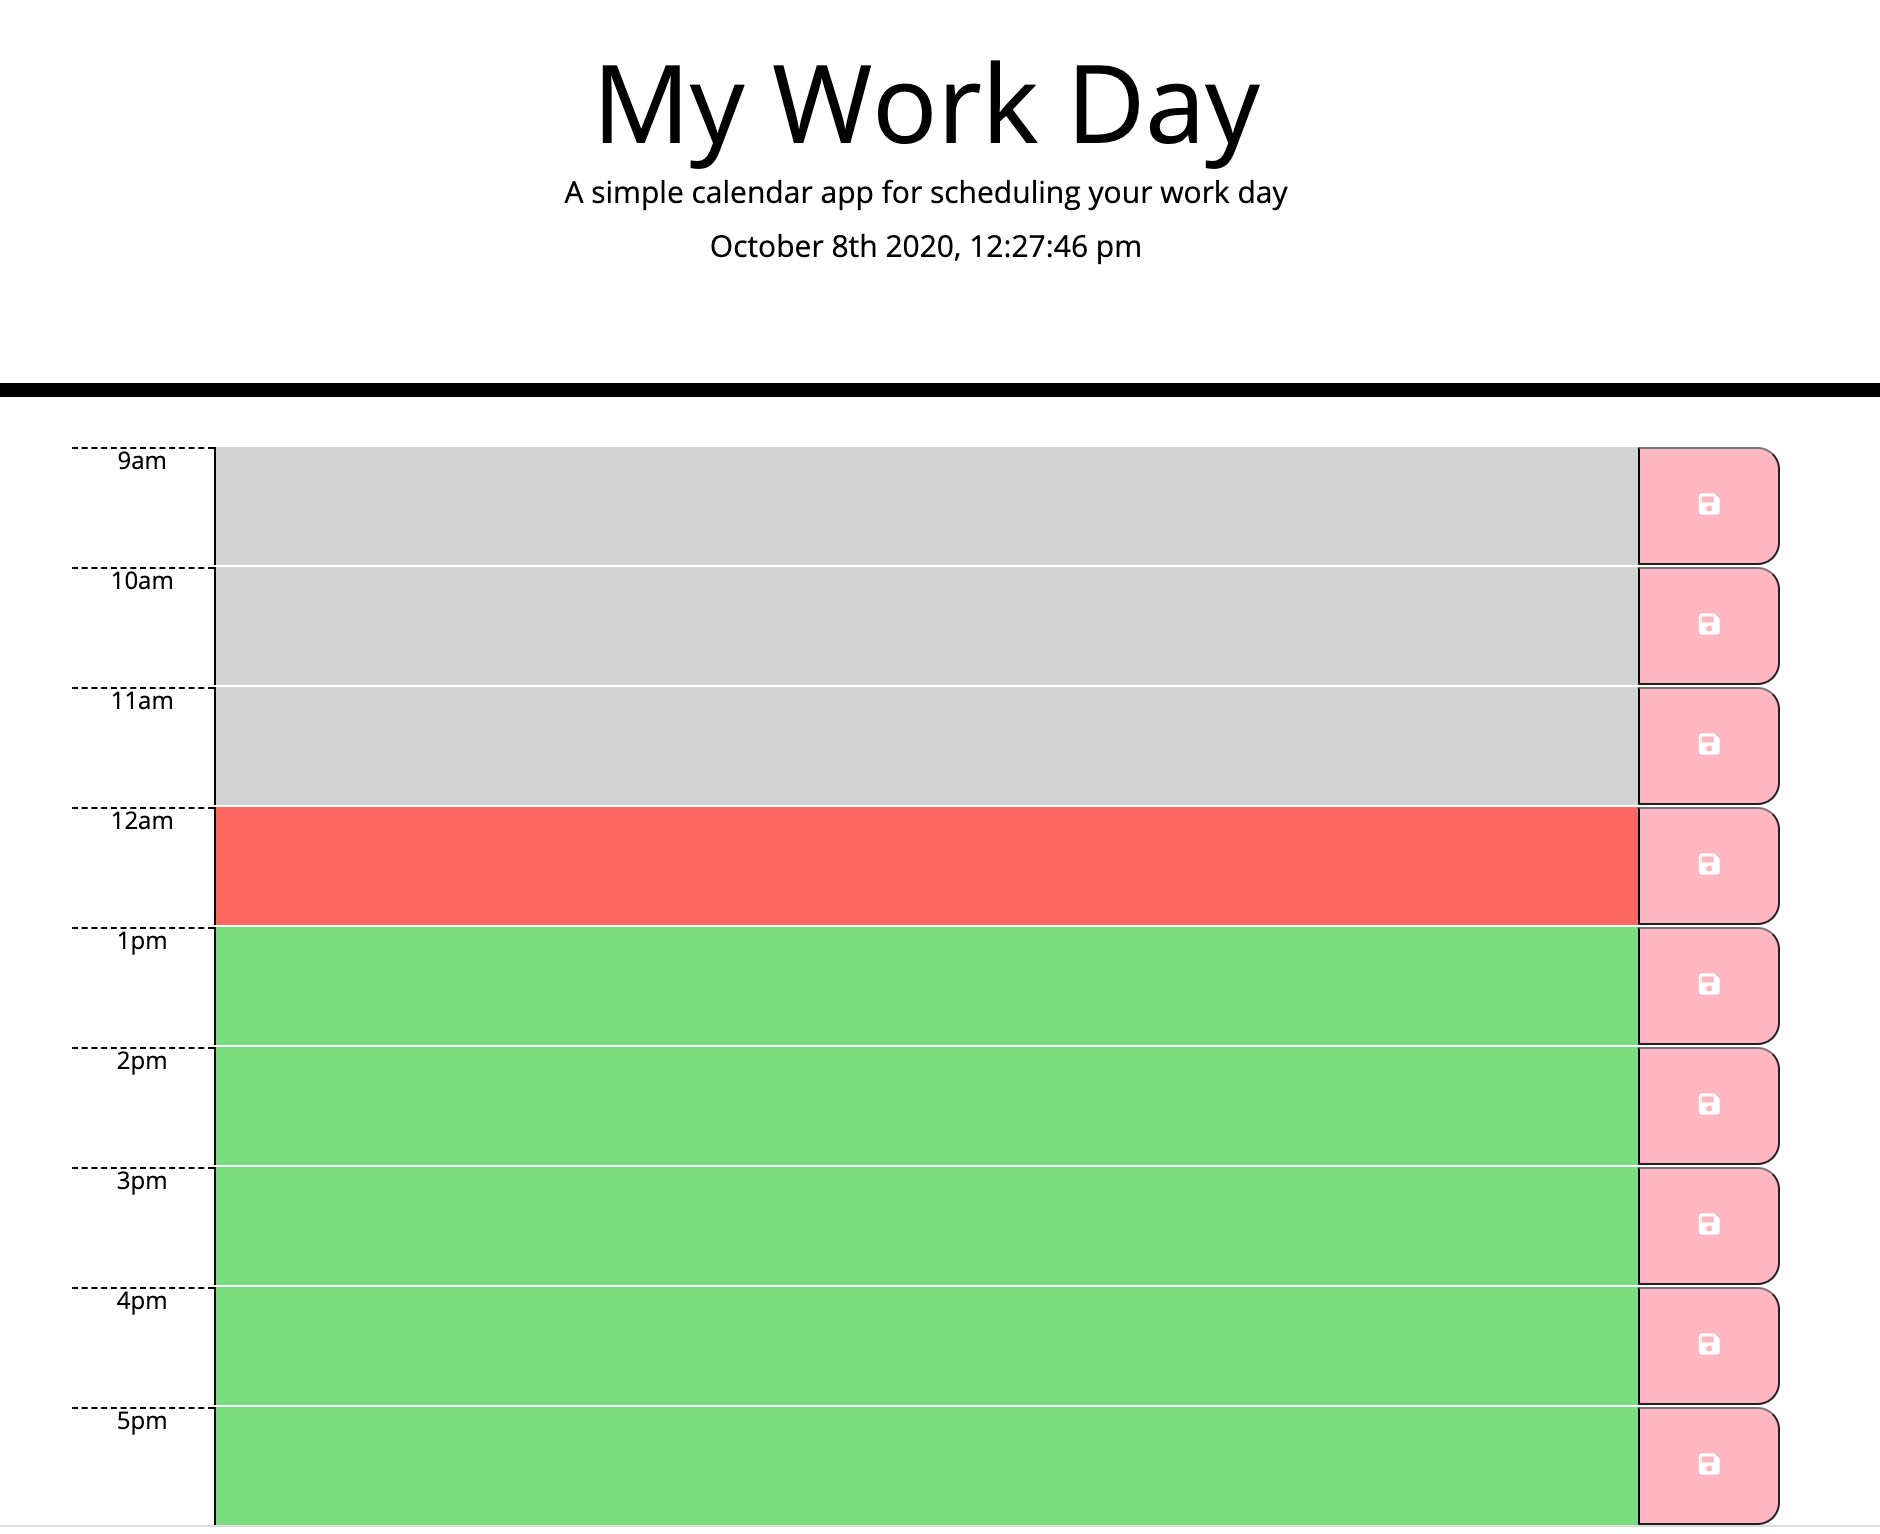 My Work Day
A simple calendar app for scheduling your work day
October 8th 2020, 12:27:46 pm
9am
10am
11am
12am
1pm
2pm
3pm
4pm
5pm